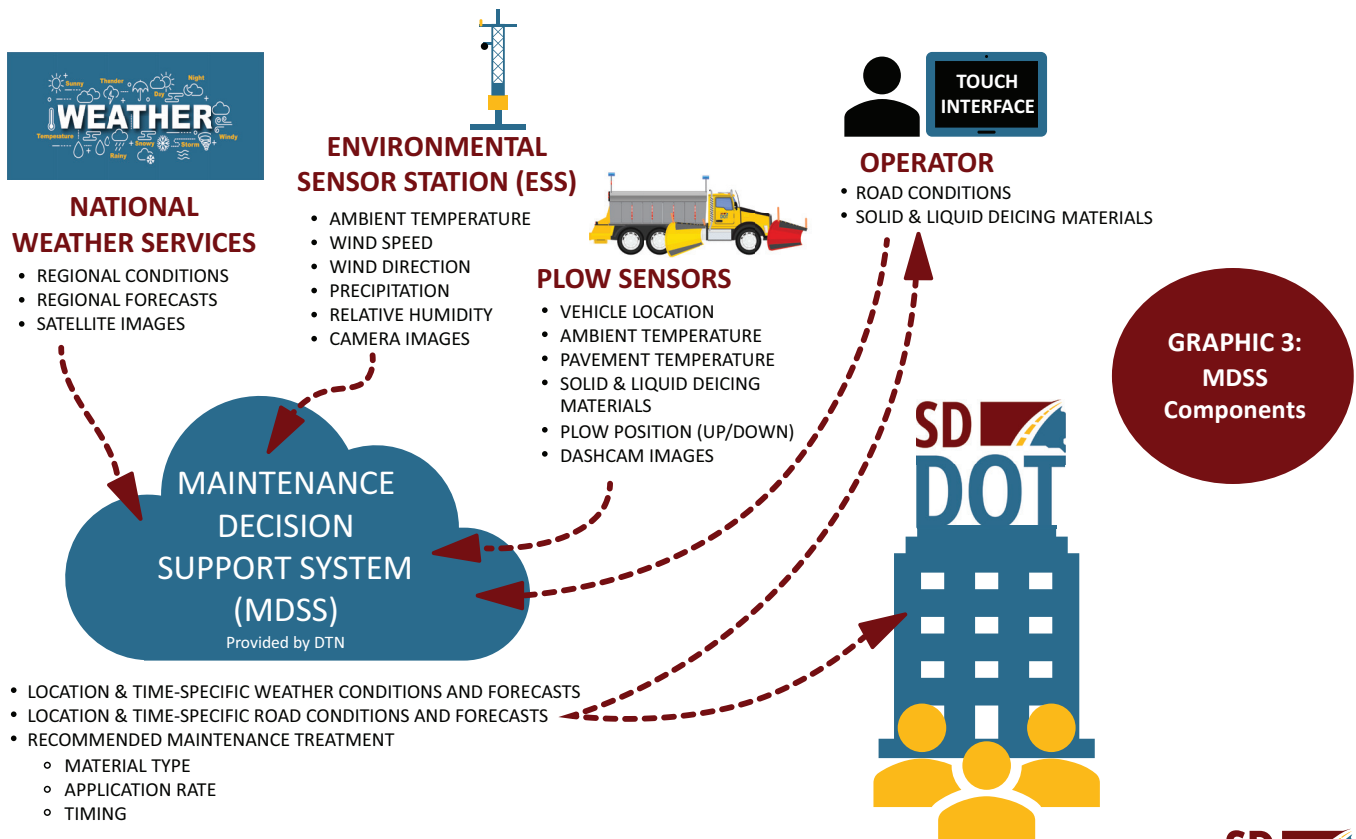 Sunny
Thunder
Day
Night
WEATHER
Temperature
Rainy
Snowy
Storm
Windy
NATIONAL
WEATHER SERVICES
• REGIONAL CONDITIONS
• REGIONAL FORECASTS
• SATELLITE IMAGES
ENVIRONMENTAL
SENSOR STATION (ESS)
• AMBIENT TEMPERATURE
• WIND SPEED
• WIND DIRECTION
• PRECIPITATION
• RELATIVE HUMIDITY
• CAMERA IMAGES
PLOW SENSORS
• VEHICLE LOCATION
• AMBIENT TEMPERATURE
• PAVEMENT TEMPERATURE
• SOLID & LIQUID DEICING
MATERIALS
• PLOW POSITION (UP/DOWN)
• DASHCAM IMAGES
TOUCH
INTERFACE
OPERATOR
• ROAD CONDITIONS
• SOLID & LIQUID DEICING MATERIALS
GRAPHIC 3:
MDSS
Components
SD
DOT
MAINTENANCE
DECISION
SUPPORT SYSTEM
(MDSS)
Provided by DTN
• LOCATION & TIME-SPECIFIC WEATHER CONDITIONS AND FORECASTS
• LOCATION & TIME-SPECIFIC ROAD CONDITIONS AND FORECASTS
• RECOMMENDED MAINTENANCE TREATMENT
◦ MATERIAL TYPE
◦ APPLICATION RATE
◦ TIMING
SD